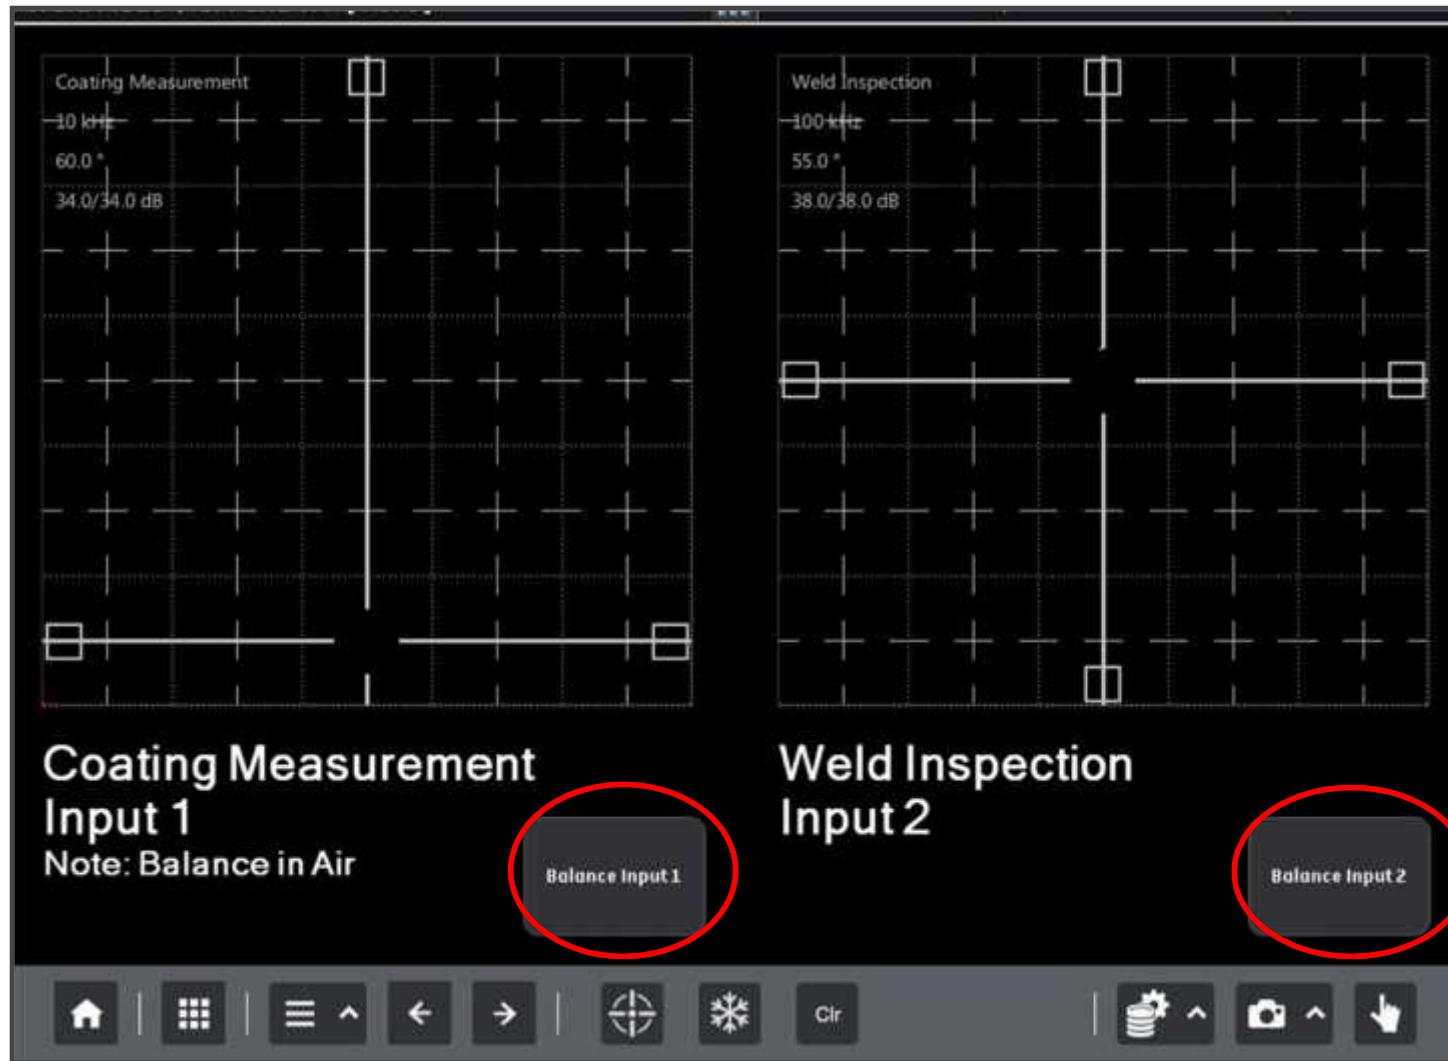 Coating Measurement
10 kHz
60.0 °
34.0/34.0 dB
Weld Inspection
100 kHz
55.0 °
38.0/38.0 dB
Coating Measurement
Input 1
Note: Balance in Air
Balance Input 1
Weld Inspection
Input 2
Balance Input 2
Clr